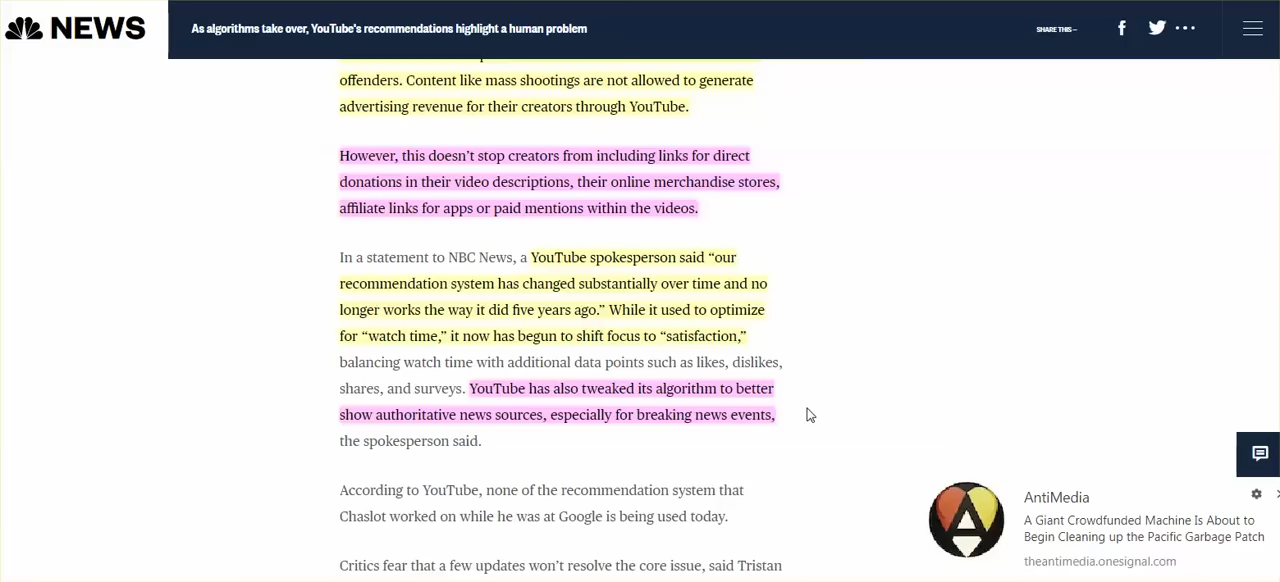 NEWS
As algorithms take over, YouTube's recommendations highlight a human problem
SHARE THIS —
offenders. Content like mass shootings are not allowed to generate
advertising revenue for their creators through YouTube.
However, this doesn’t stop creators from including links for direct
donations in their video descriptions, their online merchandise stores,
affiliate links for apps or paid mentions within the videos.
In a statement to NBC News, a YouTube spokesperson said “our
recommendation system has changed substantially over time and no
longer works the way it did five years ago.” While it used to optimize
for “watch time,” it now has begun to shift focus to “satisfaction,”
balancing watch time with additional data points such as likes, dislikes,
shares, and surveys. YouTube has also tweaked its algorithm to better
show authoritative news sources, especially for breaking news events,
the spokesperson said.
According to YouTube, none of the recommendation system that
Chaslot worked on while he was at Google is being used today.
Critics fear that a few updates won’t resolve the core issue, said Tristan
AntiMedia
A Giant Crowdfunded Machine Is About to
Begin Cleaning up the Pacific Garbage Patch
theantimedia.onesignal.com